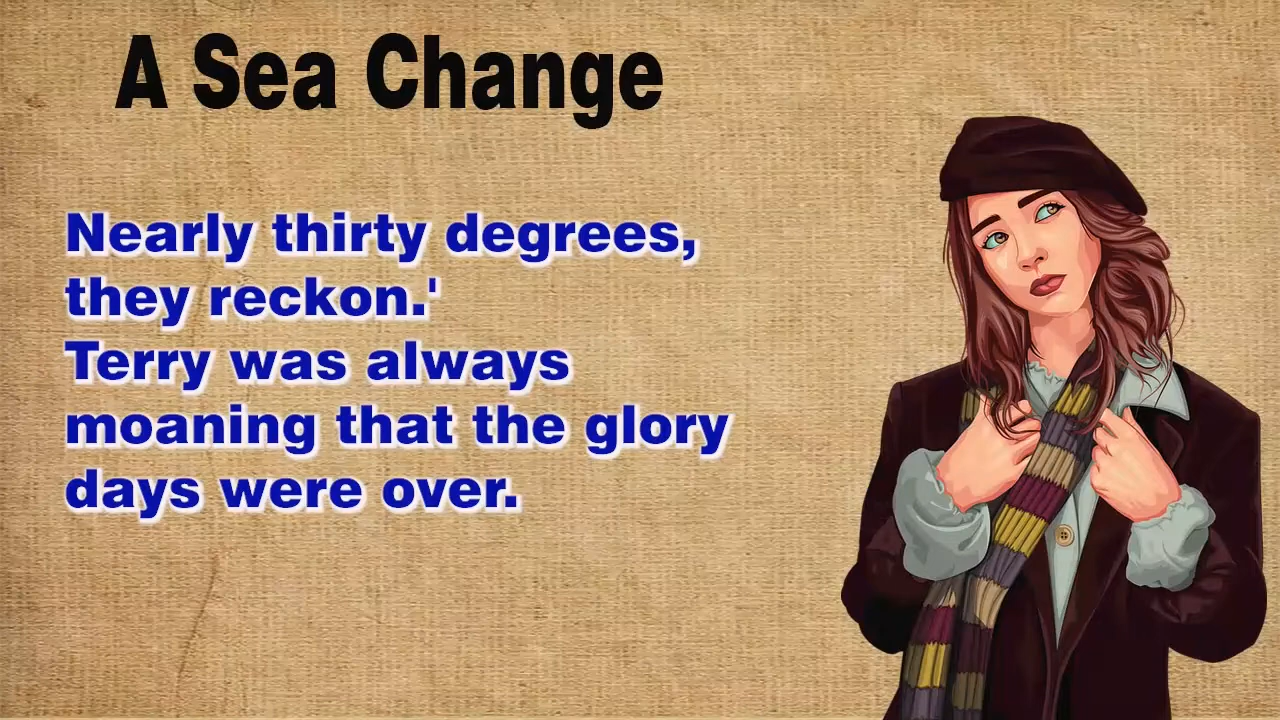 A Sea Change
Nearly thirty degrees,
they reckon.'
Terry was always
moaning that the glory
days were over.